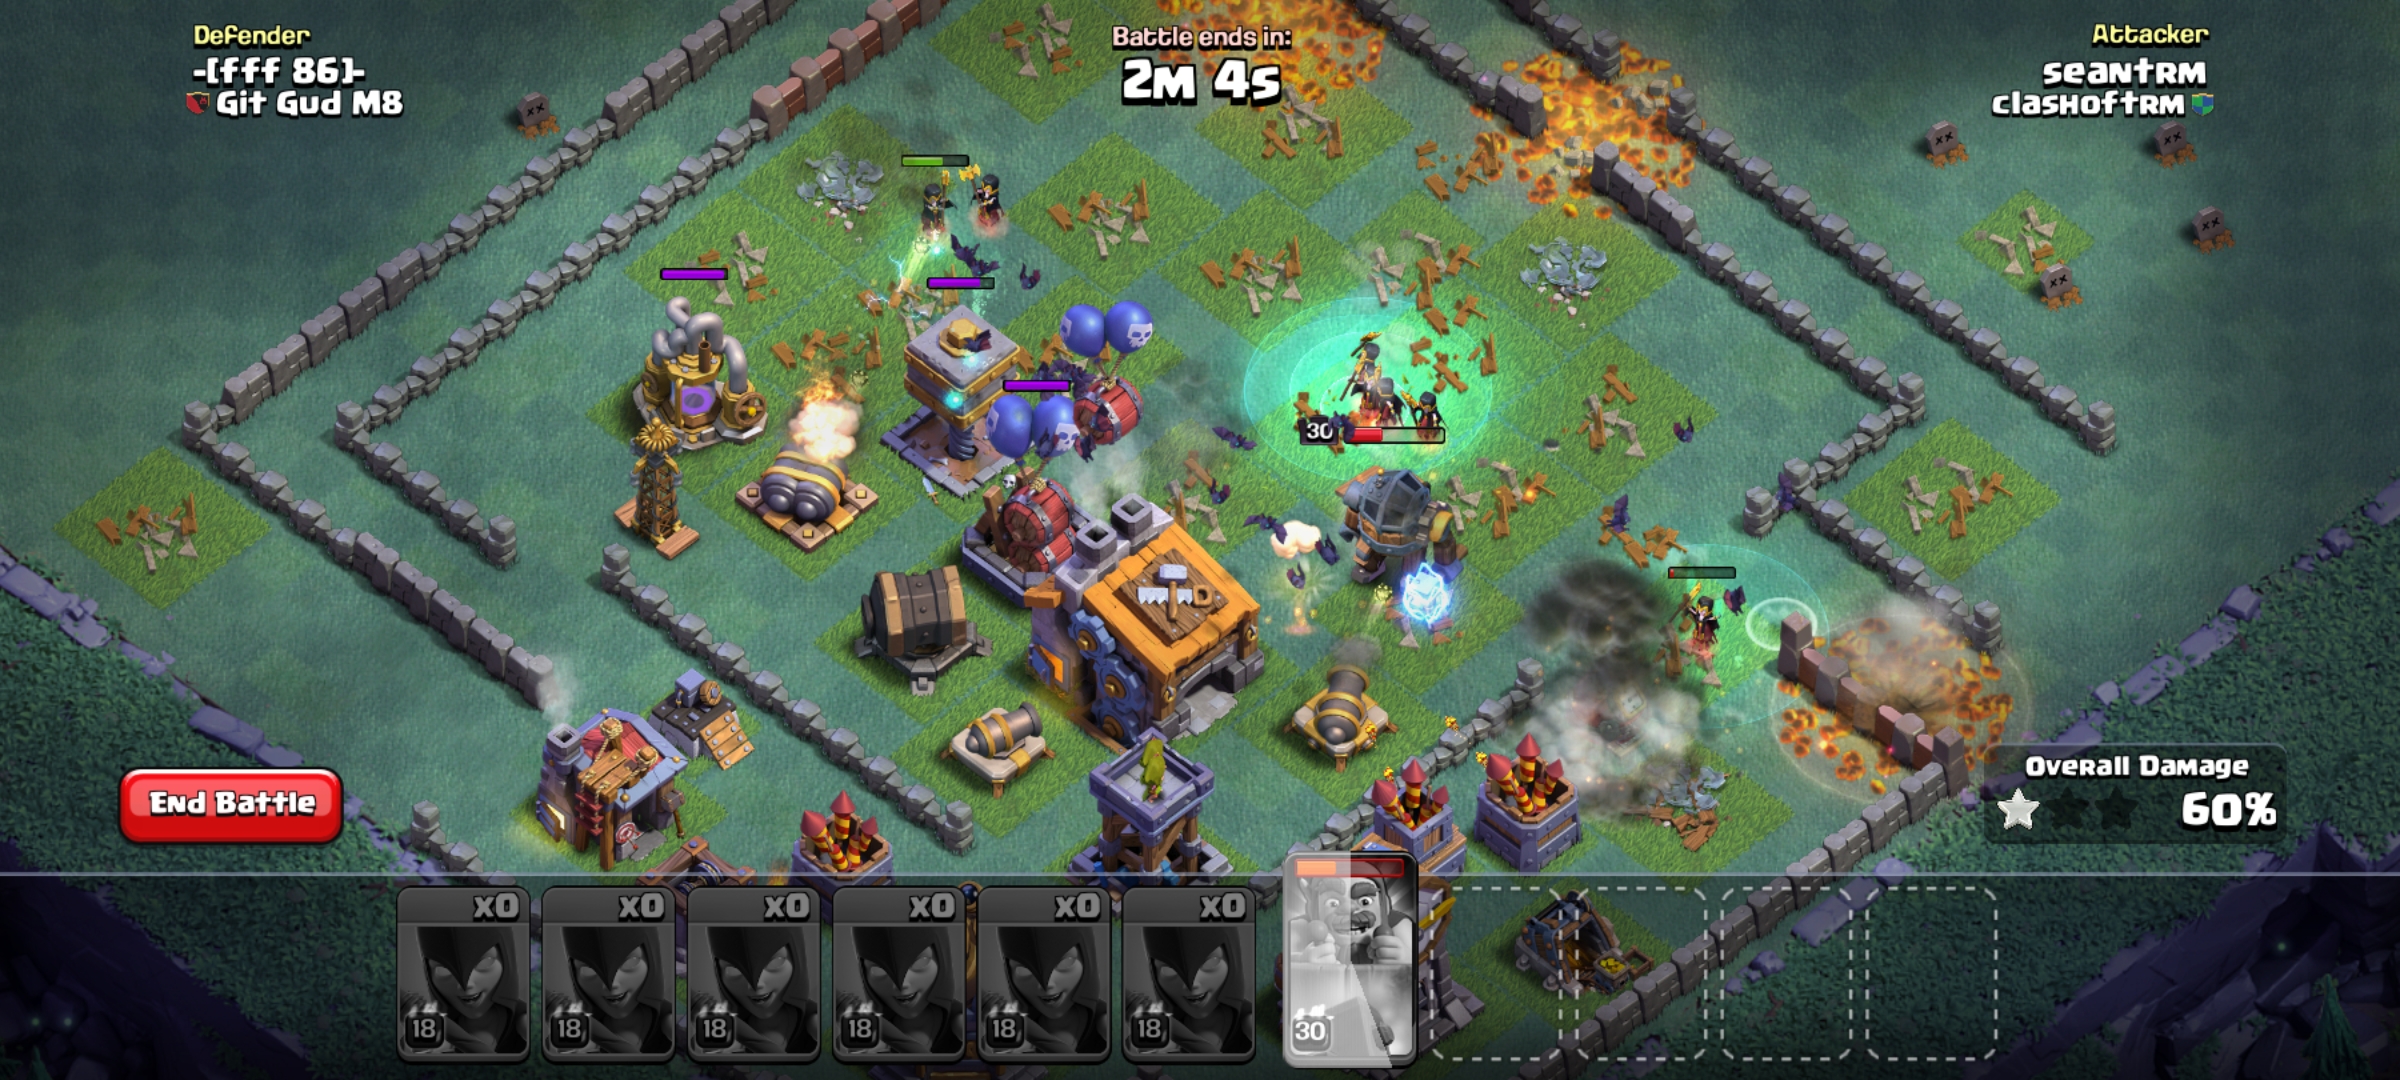 Defender
-[fff 86]-
Git Gud M8
Battle ends in:
2M 4s
Attacker
seantRM
clashoftRM
30
End Battle
Overall Damage
60%
x0
x0
x0
x0
x0
x0
18
18
18
18
18
18
30